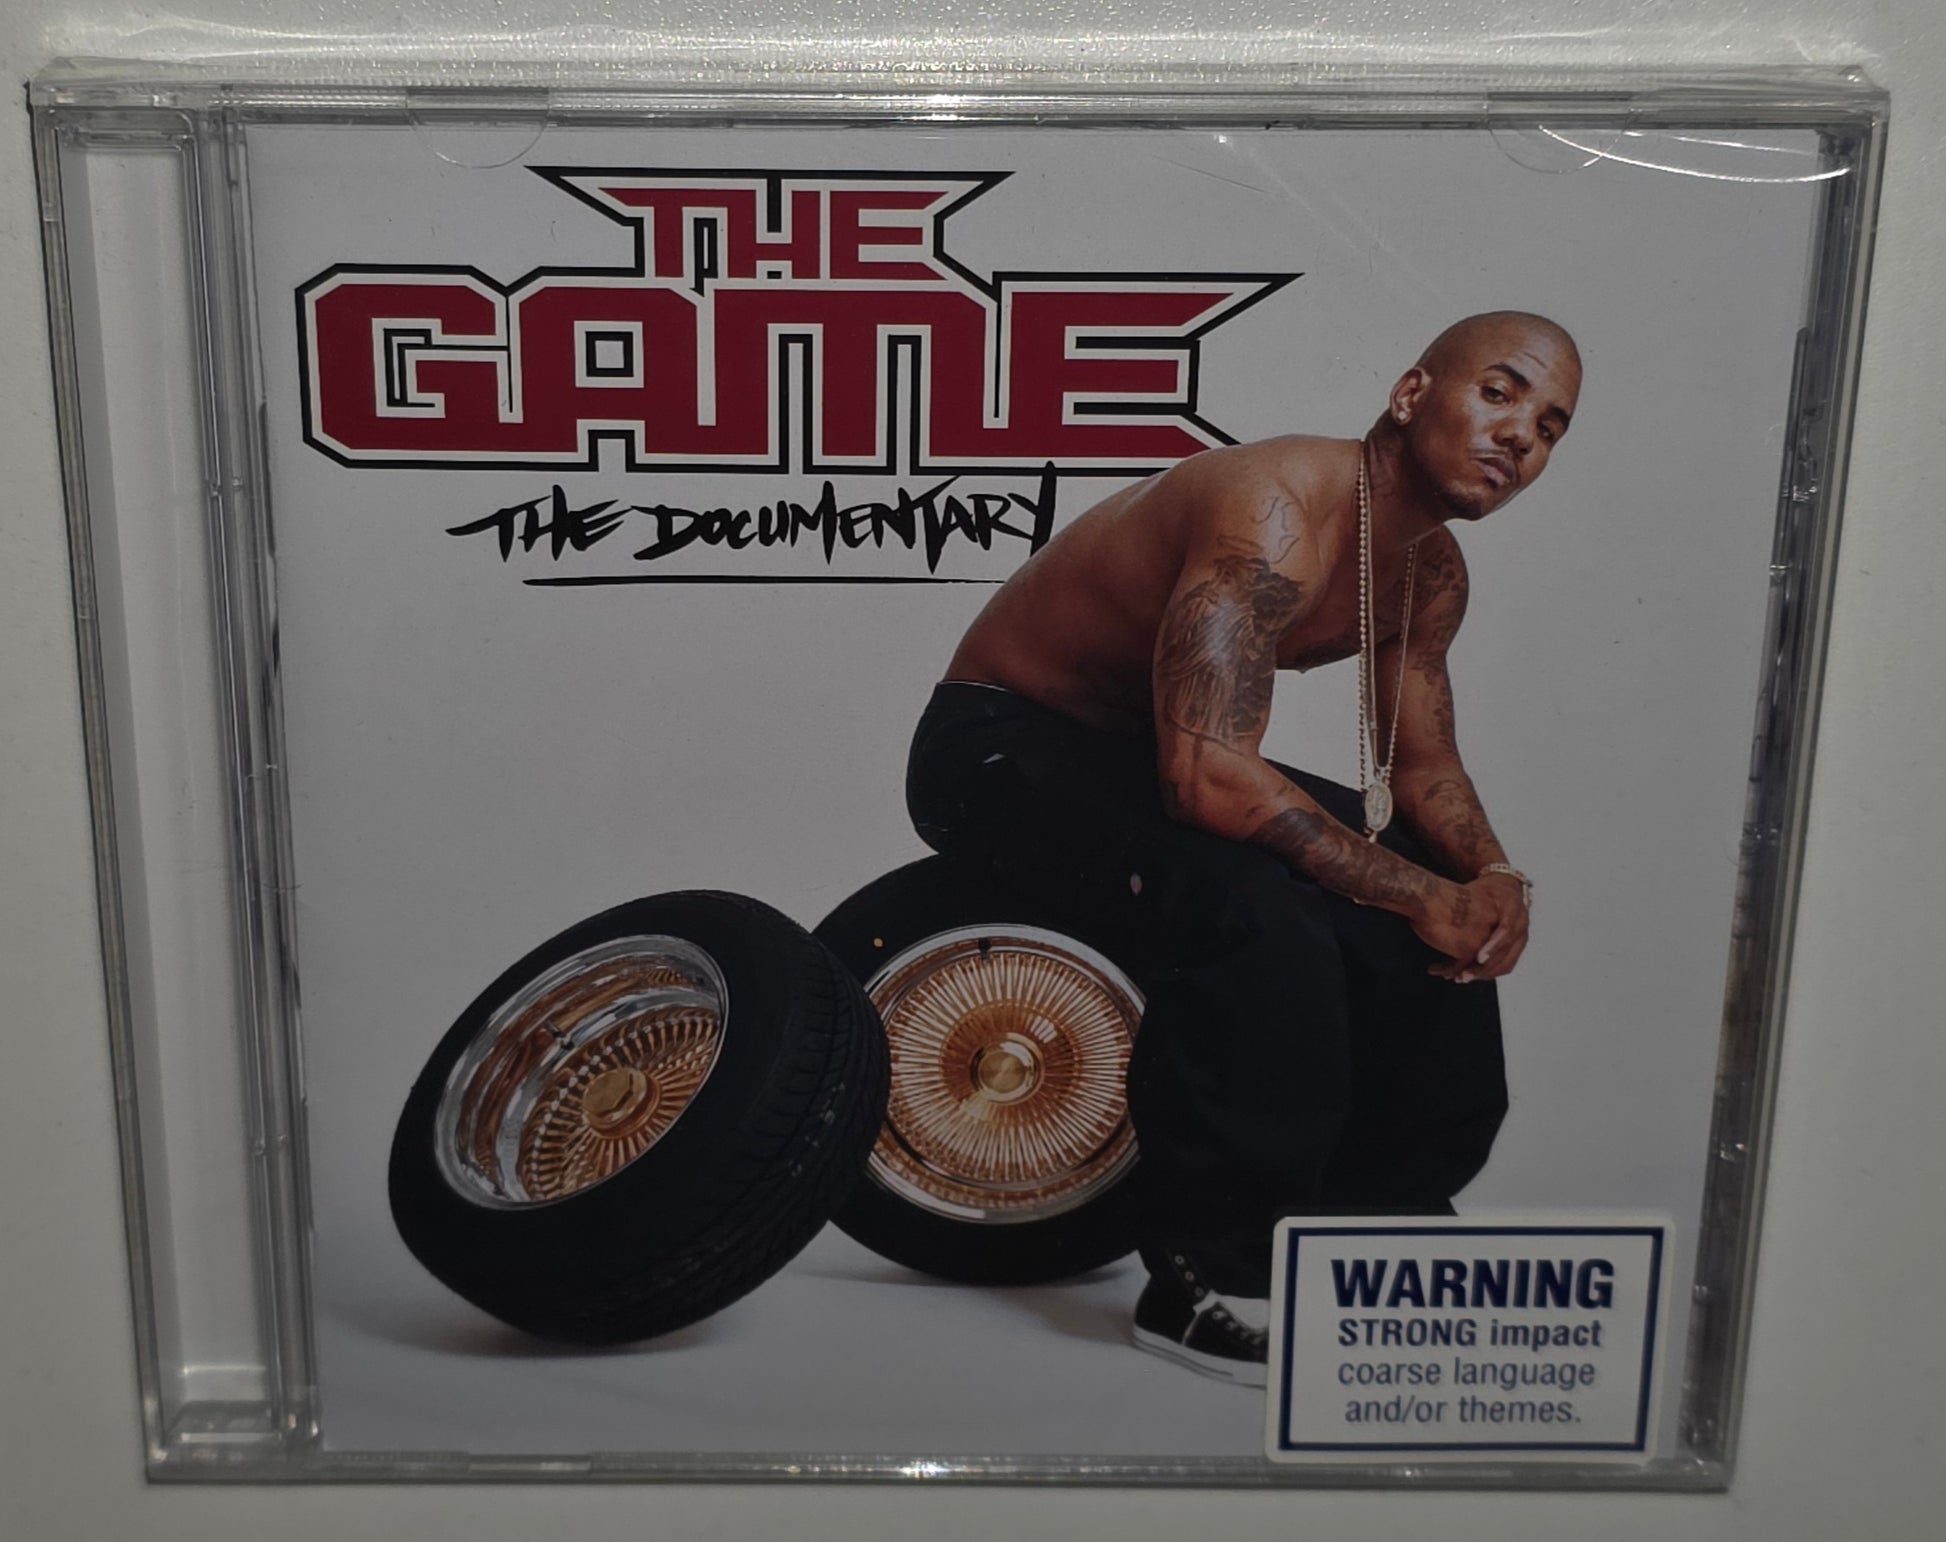 THE
GAME
THE DOCUMENTARY
WARNING
STRONG impact
coarse language
and/or themes.